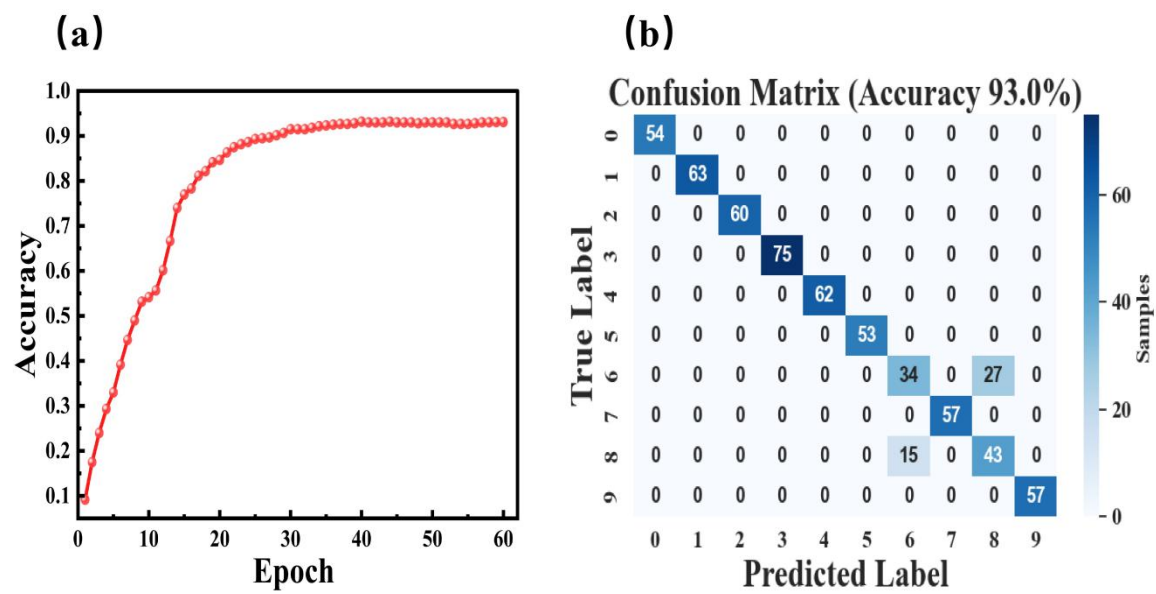 (a)
1.0
0.9
0.8
0.7
0.6
0.5
0.4
0.3
0.2
0.1
Accuracy
0 10 20 30 40 50 60
Epoch
(b)
Confusion Matrix (Accuracy 93.0%)
True Label
0 54 0 0 0 0 0 0 0 0 0
1 0 63 0 0 0 0 0 0 0 0
2 0 0 60 0 0 0 0 0 0 0
3 0 0 0 75 0 0 0 0 0 0
4 0 0 0 0 62 0 0 0 0 0
5 0 0 0 0 0 53 0 0 0 0
6 0 0 0 0 0 0 34 0 27 0
7 0 0 0 0 0 0 0 57 0 0
8 0 0 0 0 0 0 15 0 43 0
9 0 0 0 0 0 0 0 0 0 57
0 1 2 3 4 5 6 7 8 9
Predicted Label
60
40
20
0
Samples